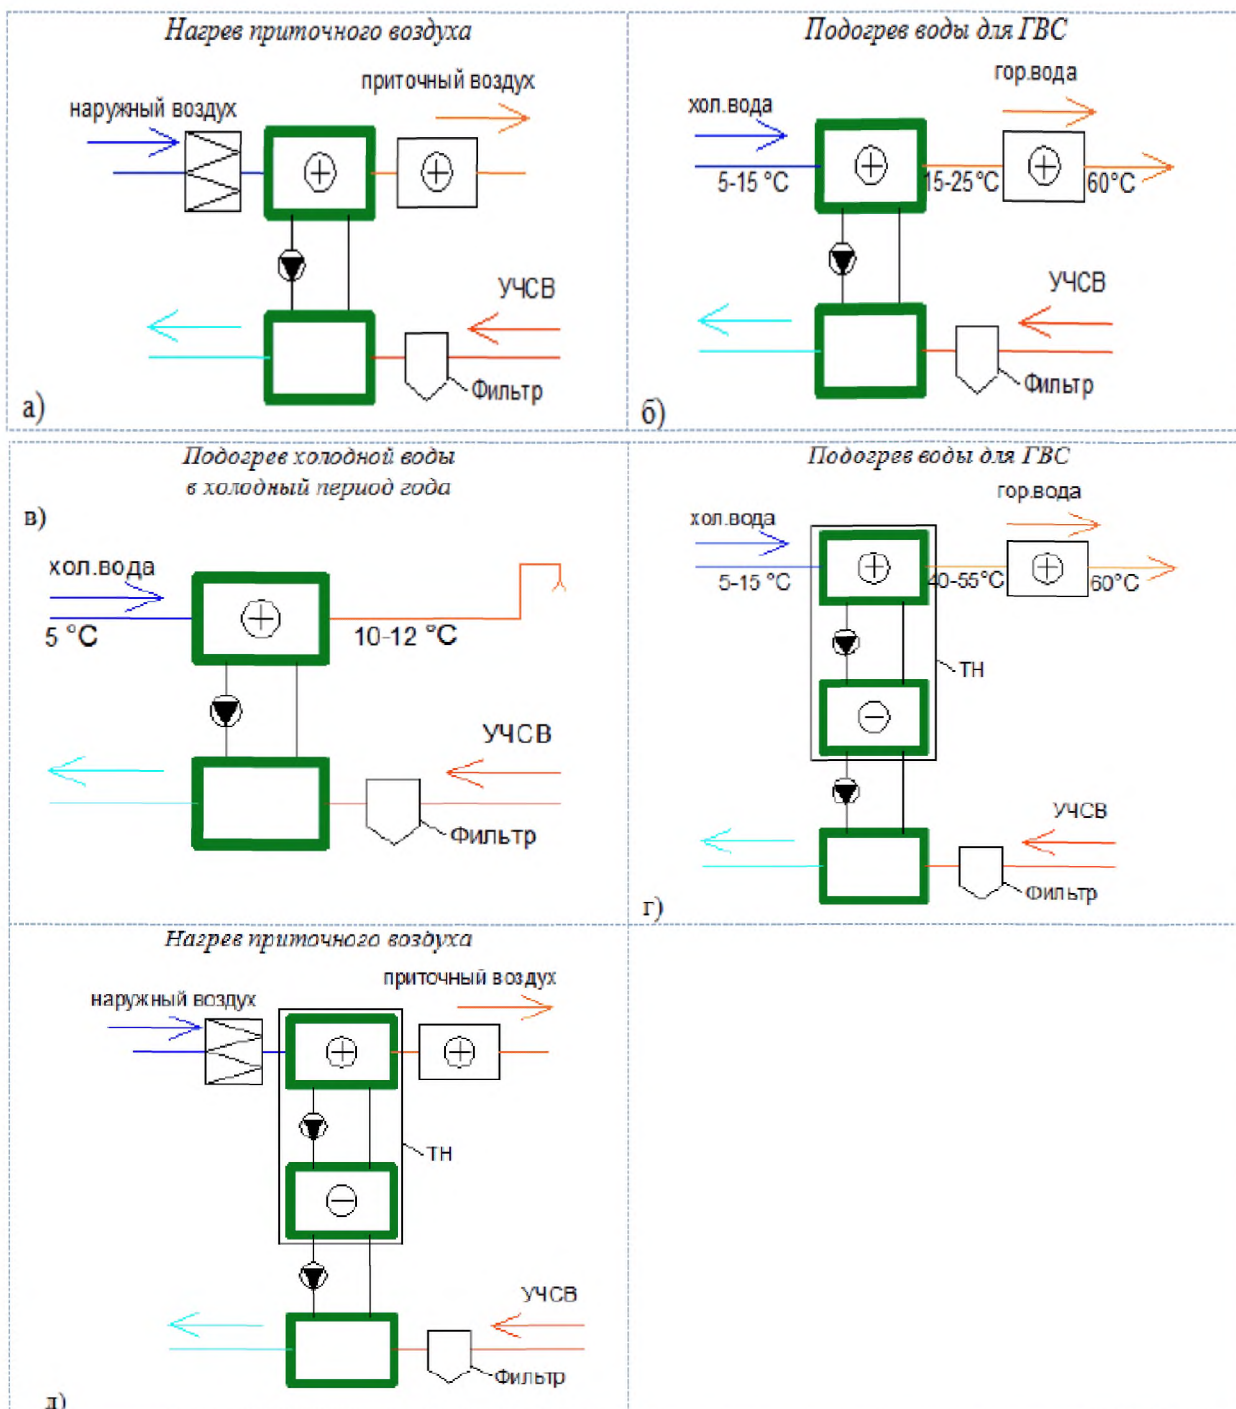 Нагрев приточного воздуха
приточный воздух
наружный воздух
УЧСВ
Фильтр
а)
Подогрев воды для ГВС
гор.вода
хол.вода
5-15 °C
15-25°C
60°C
УЧСВ
Фильтр
б)
Подогрев холодной воды
в холодный период года
в)
хол.вода
5 °C
10-12 °C
УЧСВ
Фильтр
Подогрев воды для ГВС
гор.вода
хол.вода
5-15 °C
40-55°C
60°C
ТН
УЧСВ
Фильтр
г)
Нагрев приточного воздуха
приточный воздух
наружный воздух
ТН
УЧСВ
Фильтр
д)